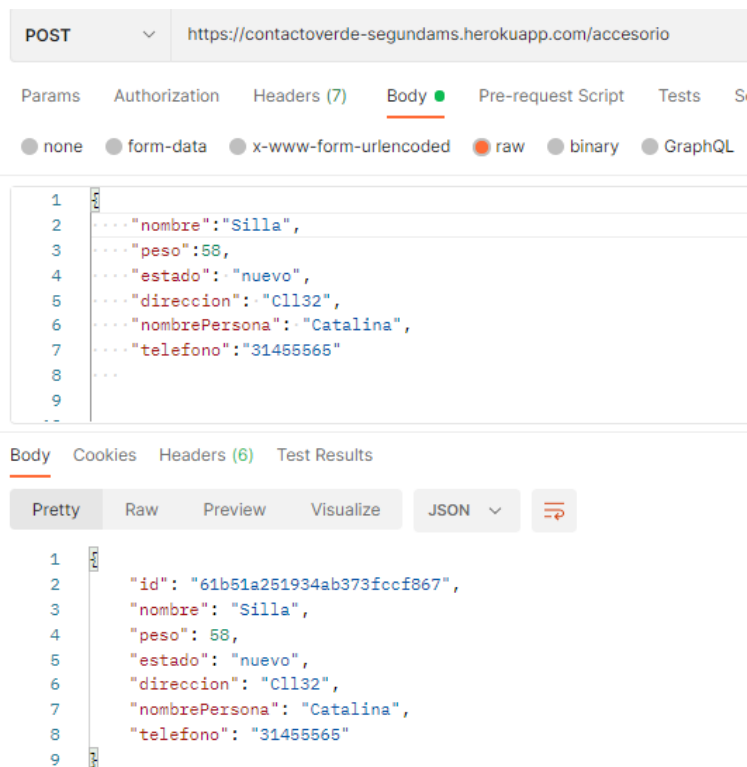 POST https://contactoverde-segundams.herokuapp.com/accesorio
Params Authorization Headers (7) Body Pre-request Script Tests
none form-data x-www-form-urlencoded raw binary GraphQL
1 {
2 "nombre":"Silla",
3 "peso":58,
4 "estado": "nuevo",
5 "direccion": "Cll32",
6 "nombrePersona": "Catalina",
7 "telefono":"31455565"
8
9
Body Cookies Headers (6) Test Results
Pretty Raw Preview Visualize JSON
1 {
2 "id": "61b51a251934ab373fccf867",
3 "nombre": "Silla",
4 "peso": 58,
5 "estado": "nuevo",
6 "direccion": "Cll32",
7 "nombrePersona": "Catalina",
8 "telefono": "31455565"
9 }